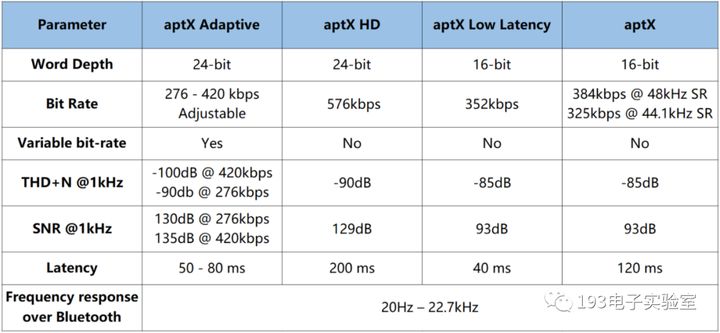 Parameter aptX Adaptive aptX HD aptX Low Latency aptX
Word Depth 24-bit 24-bit 16-bit 16-bit
Bit Rate 276 - 420 kbps Adjustable 576kbps 352kbps 384kbps @ 48kHz SR 325kbps @ 44.1kHz SR
Variable bit-rate Yes No No No
THD+N @1kHz -100dB @ 420kbps -90db @ 276kbps -90dB -85dB -85dB
SNR @1kHz 130dB @ 276kbps 135dB @ 420kbps 129dB 93dB 93dB
Latency 50 - 80 ms 200 ms 40 ms 120 ms
Frequency response over Bluetooth 20Hz – 22.7kHz
193电子实验室